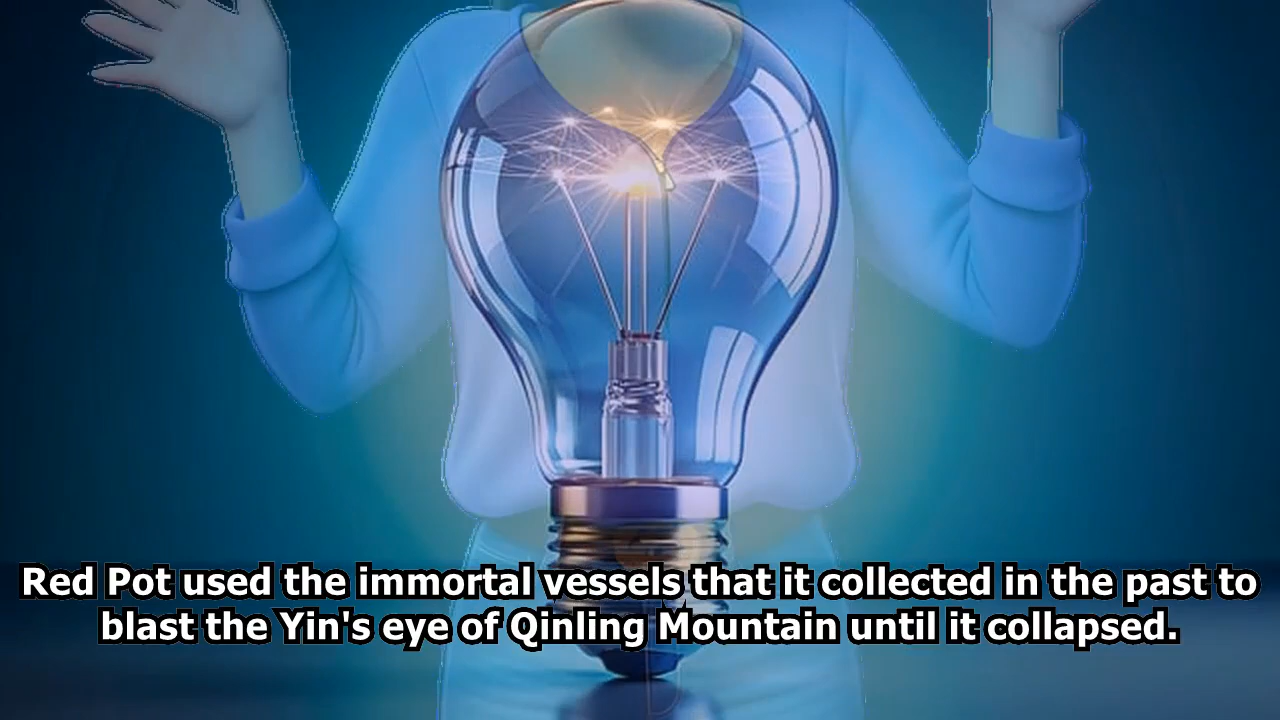 Red Pot used the immortal vessels that it collected in the past to
blast the Yin's eye of Qinling Mountain until it collapsed.